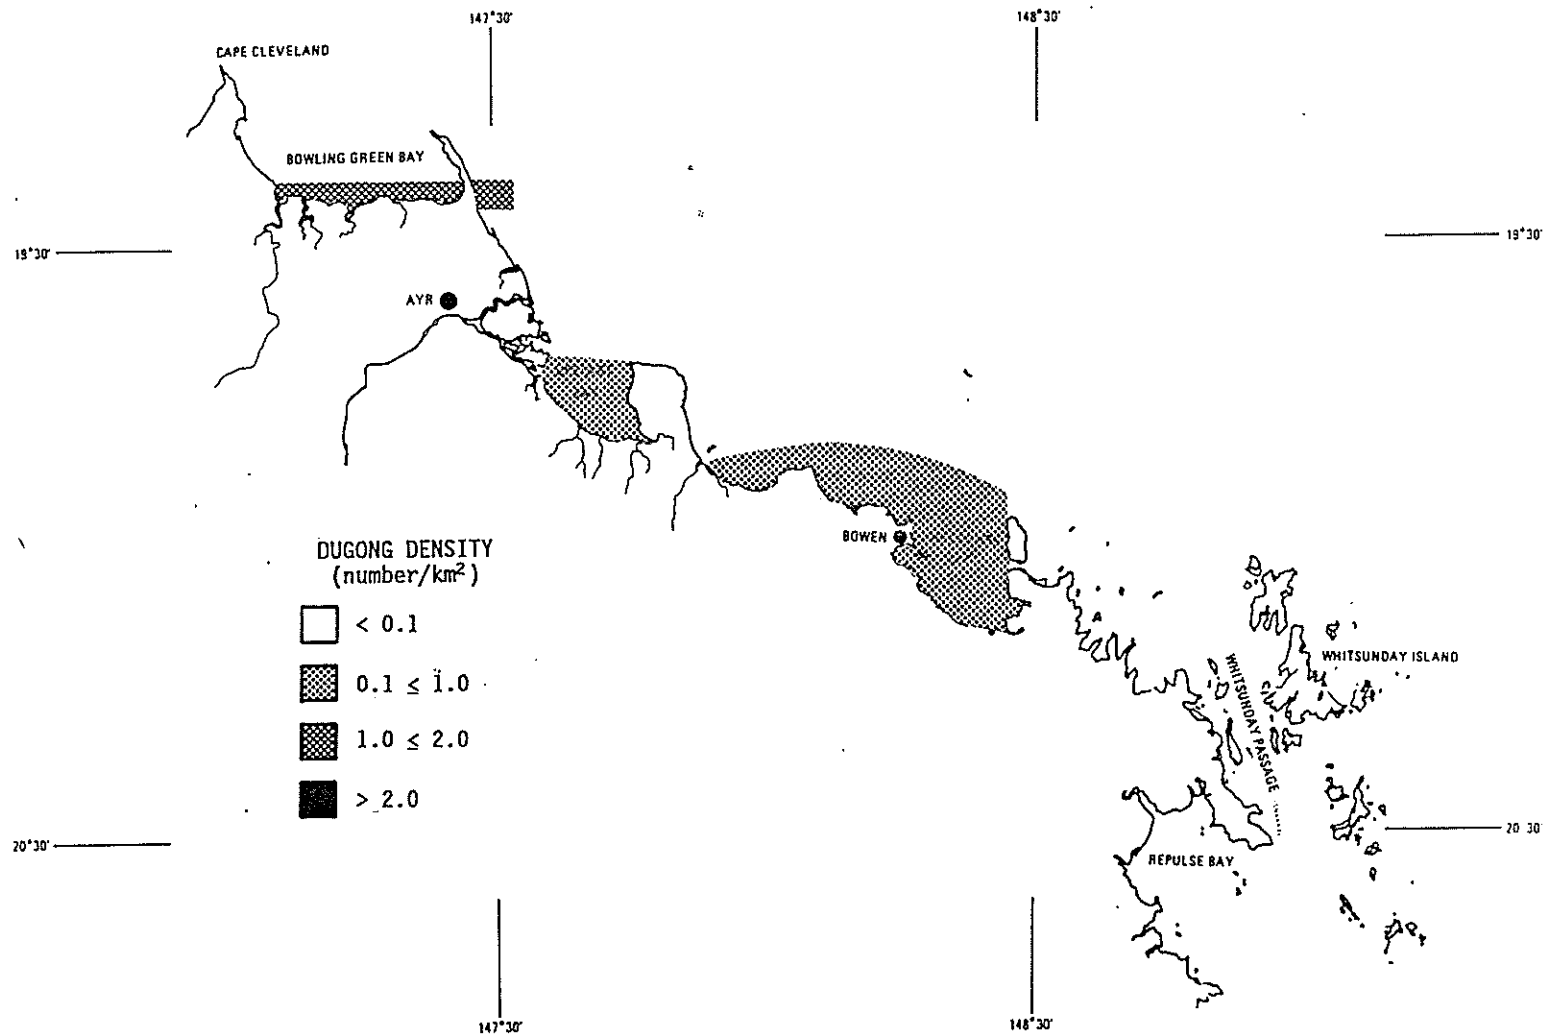 147°30'
148°30'
CAPE CLEVELAND
BOWLING GREEN BAY
19°30'
19°30'
AYR
BOWEN
DUGONG DENSITY
(number/km²)
< 0.1
0.1 ≤ 1.0
1.0 ≤ 2.0
> 2.0
WHITSUNDAY ISLAND
WHITSUNDAY PASSAGE
20°30'
20 30'
REPULSE BAY
147°30'
148°30'